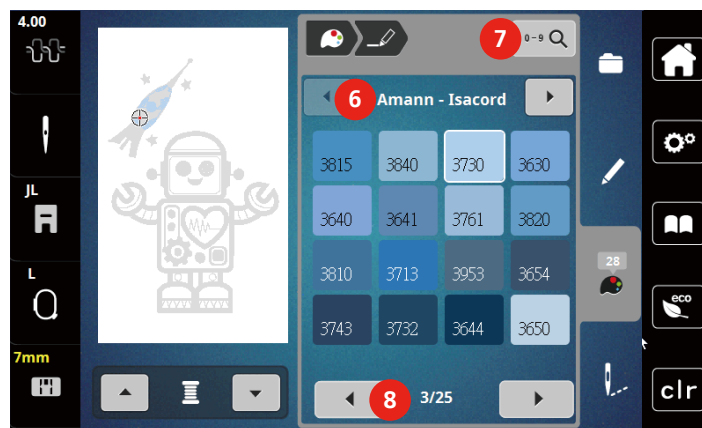 4.00
7
0-9
6
Amann - Isacord
3815 3840 3730 3630
JL
3640 3641 3761 3820
28
L
3810 3713 3953 3654
eco
3743 3732 3644 3650
7mm
8
3/25
clr